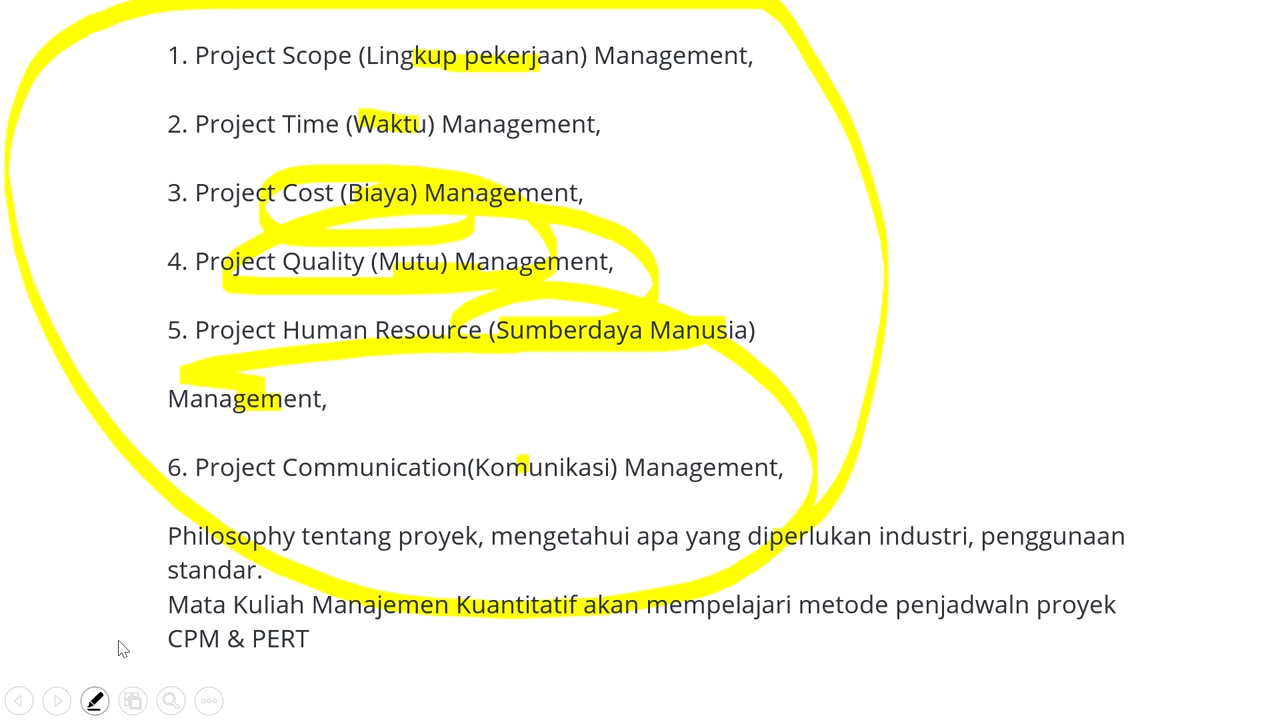 1. Project Scope (Lingkup pekerjaan) Management,
2. Project Time (Waktu) Management,
3. Project Cost (Biaya) Management,
4. Project Quality (Mutu) Management,
5. Project Human Resource (Sumberdaya Manusia)
Management,
6. Project Communication(Komunikasi) Management,
Philosophy tentang proyek, mengetahui apa yang diperlukan industri, penggunaan
standar.
Mata Kuliah Manajemen Kuantitatif akan mempelajari metode penjadwaln proyek
CPM & PERT